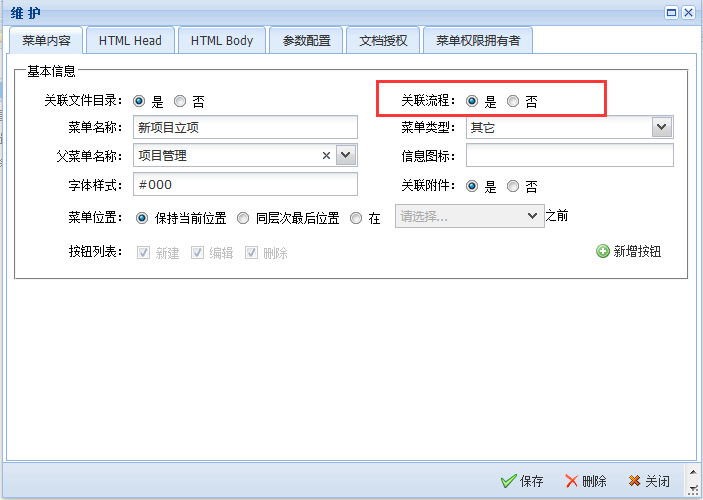 维 护
菜单内容 HTML Head HTML Body 参数配置 文档授权 菜单权限拥有者
基本信息
关联文件目录： 是 否 关联流程： 是 否
菜单名称： 新项目立项 菜单类型： 其它
父菜单名称： 项目管理 信息图标：
字体样式： #000 关联附件： 是 否
菜单位置： 保持当前位置 同层次最后位置 在 请选择... 之前
按钮列表： 新建 编辑 删除 新增按钮
保存 删除 关闭